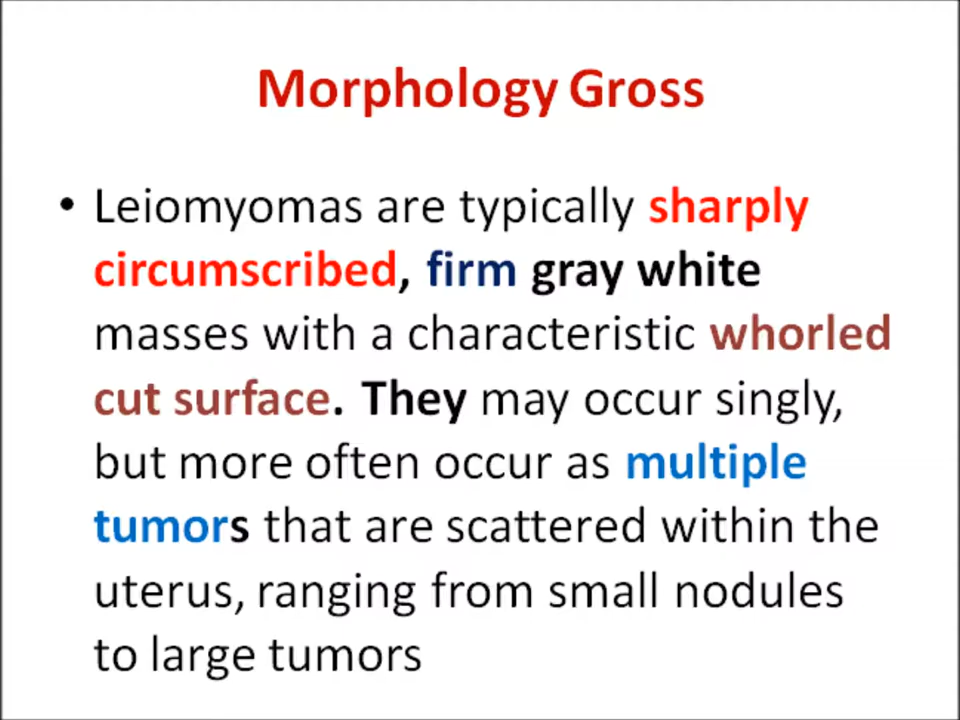 Morphology Gross
• Leiomyomas are typically sharply
circumscribed, firm gray white
masses with a characteristic whorled
cut surface. They may occur singly,
but more often occur as multiple
tumors that are scattered within the
uterus, ranging from small nodules
to large tumors